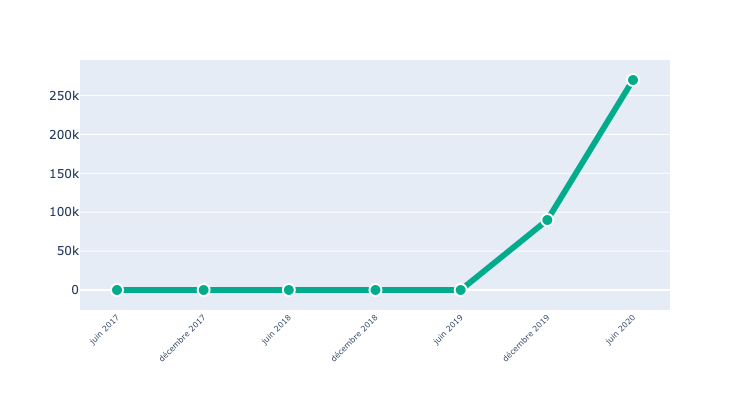 250k
200k
150k
100k
50k
0
juin 2017
décembre 2017
juin 2018
décembre 2018
juin 2019
décembre 2019
juin 2020